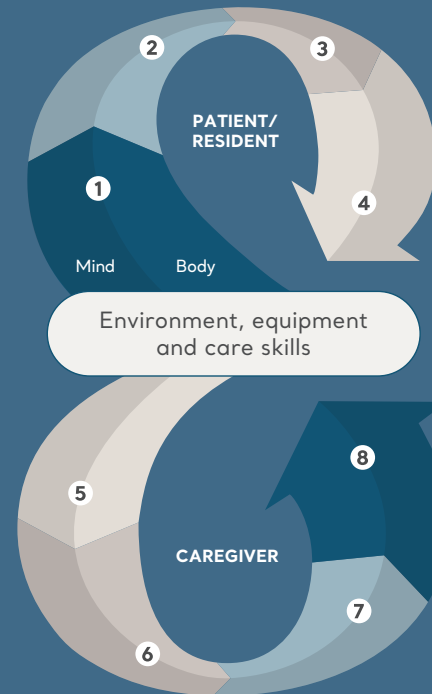 2
3
PATIENT/
RESIDENT
1
4
Mind
Body
Environment, equipment
and care skills
5
8
CAREGIVER
7
6